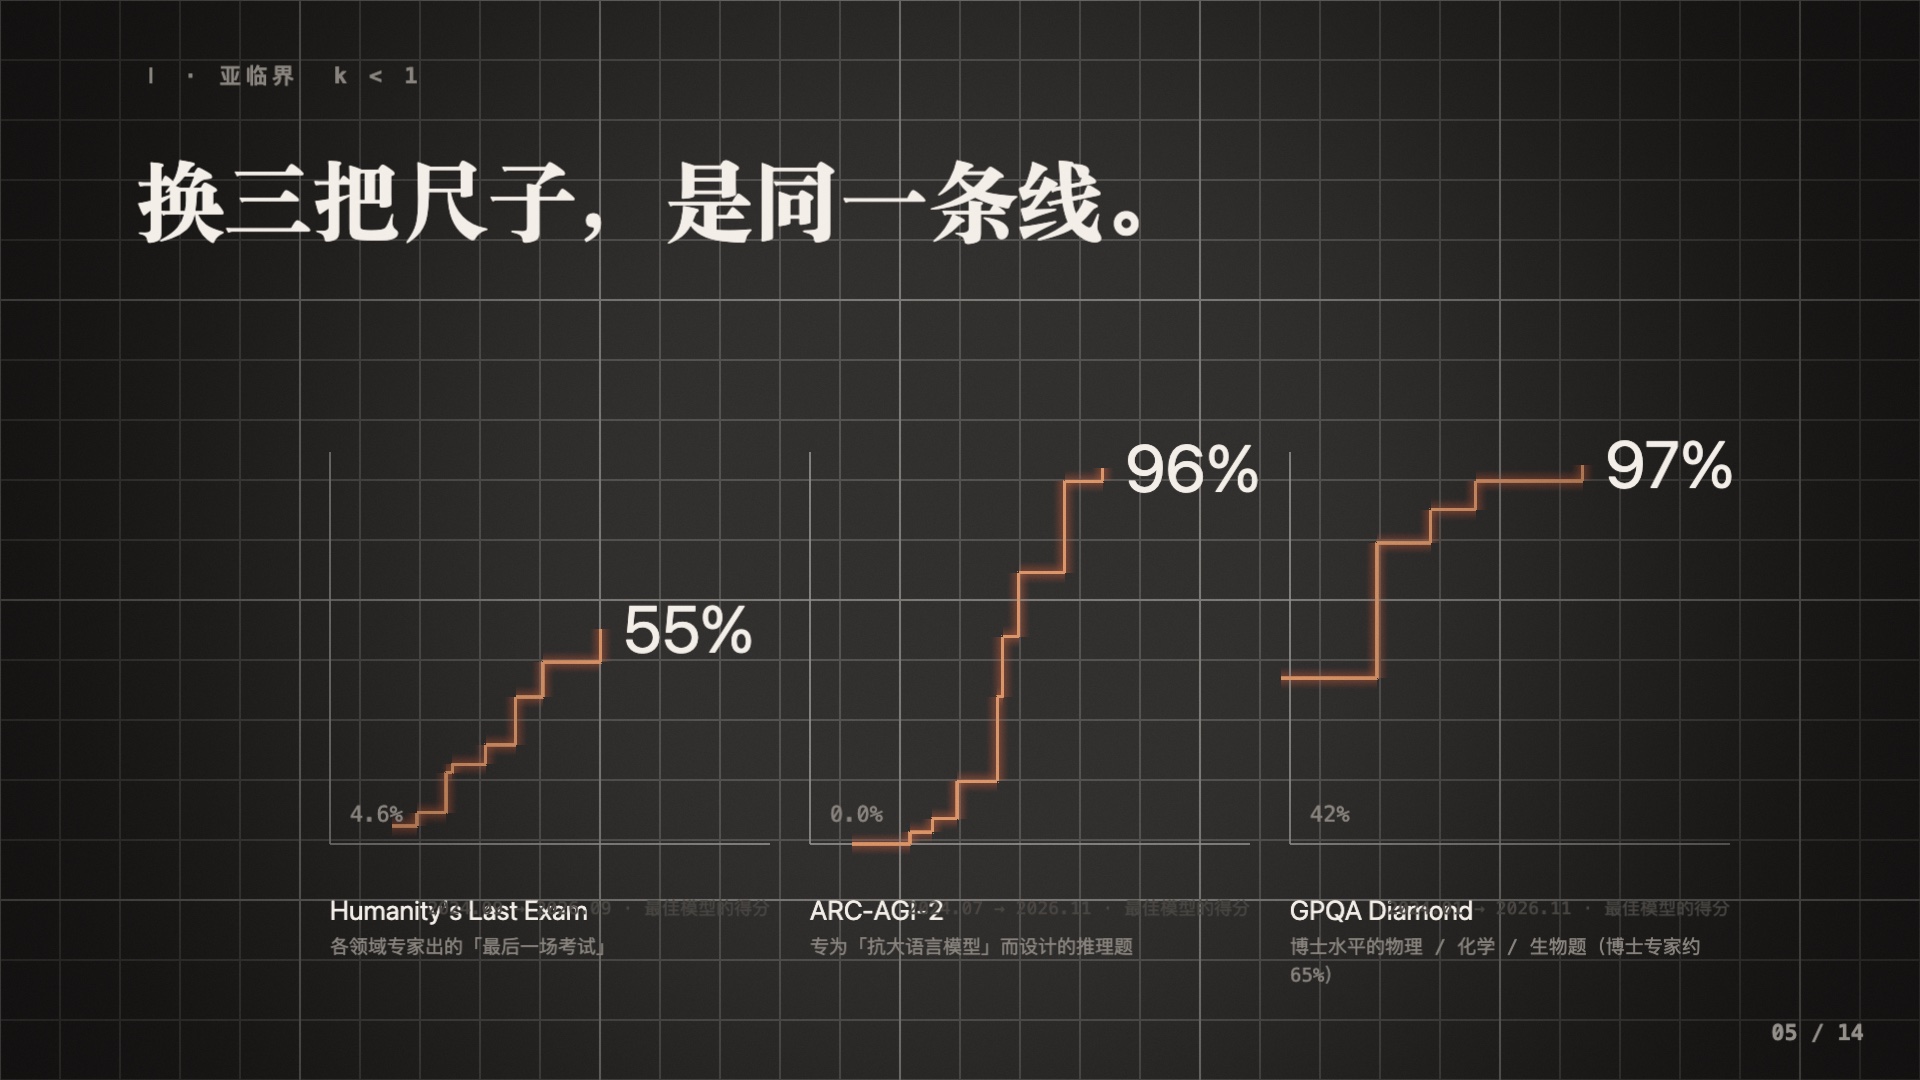 I · 亚临界 k < 1
换三把尺子，是同一条线。
55%
96%
97%
4.6%
0.0%
42%
Humanity's Last Exam
09 · 最佳模型的得分
各领域专家出的「最后一场考试」
ARC-AGI-2
.07 → 2026.11 · 最佳模型的得分
专为「抗大语言模型」而设计的推理题
GPQA Diamond
→ 2026.11 · 最佳模型的得分
博士水平的物理 / 化学 / 生物题（博士专家约
65%）
05 / 14